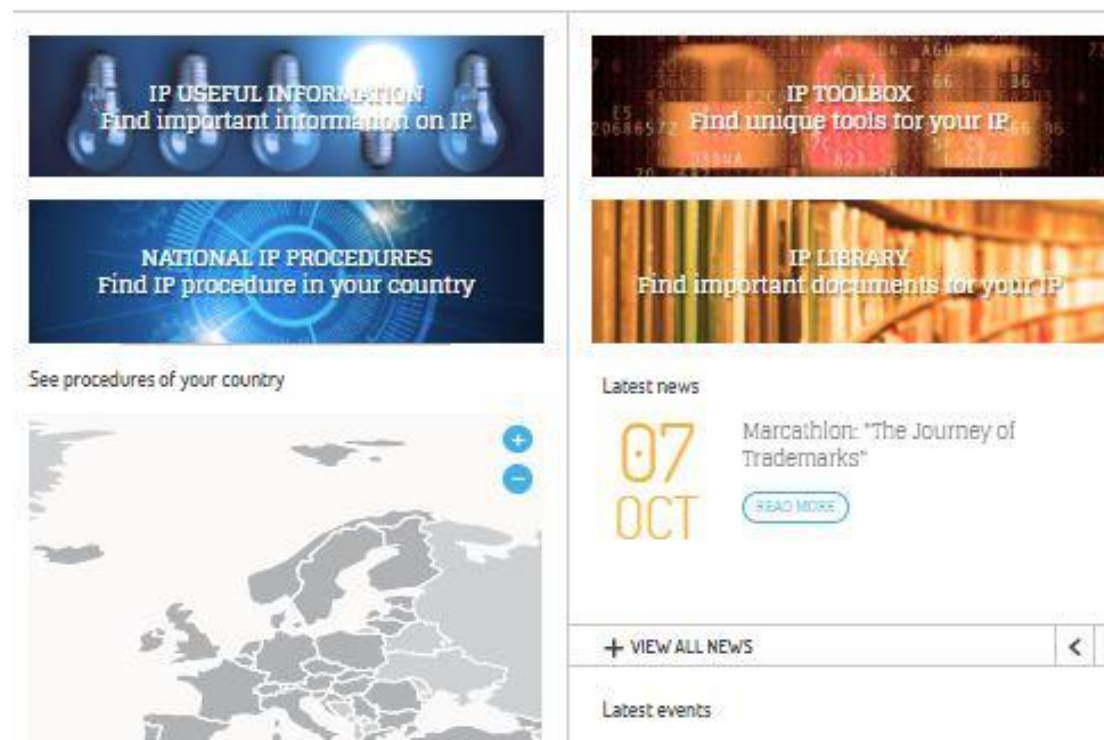 IP USEFUL INFORMATION
Find important information on IP
NATIONAL IP PROCEDURES
Find IP procedure in your country
See procedures of your country
IP TOOLBOX
Find unique tools for your IP
IP LIBRARY
Find important documents for your IP
Latest news
07
OCT
Marcathlon: "The Journey of
Trademarks"
READ MORE
+ VIEW ALL NEWS
<
Latest events